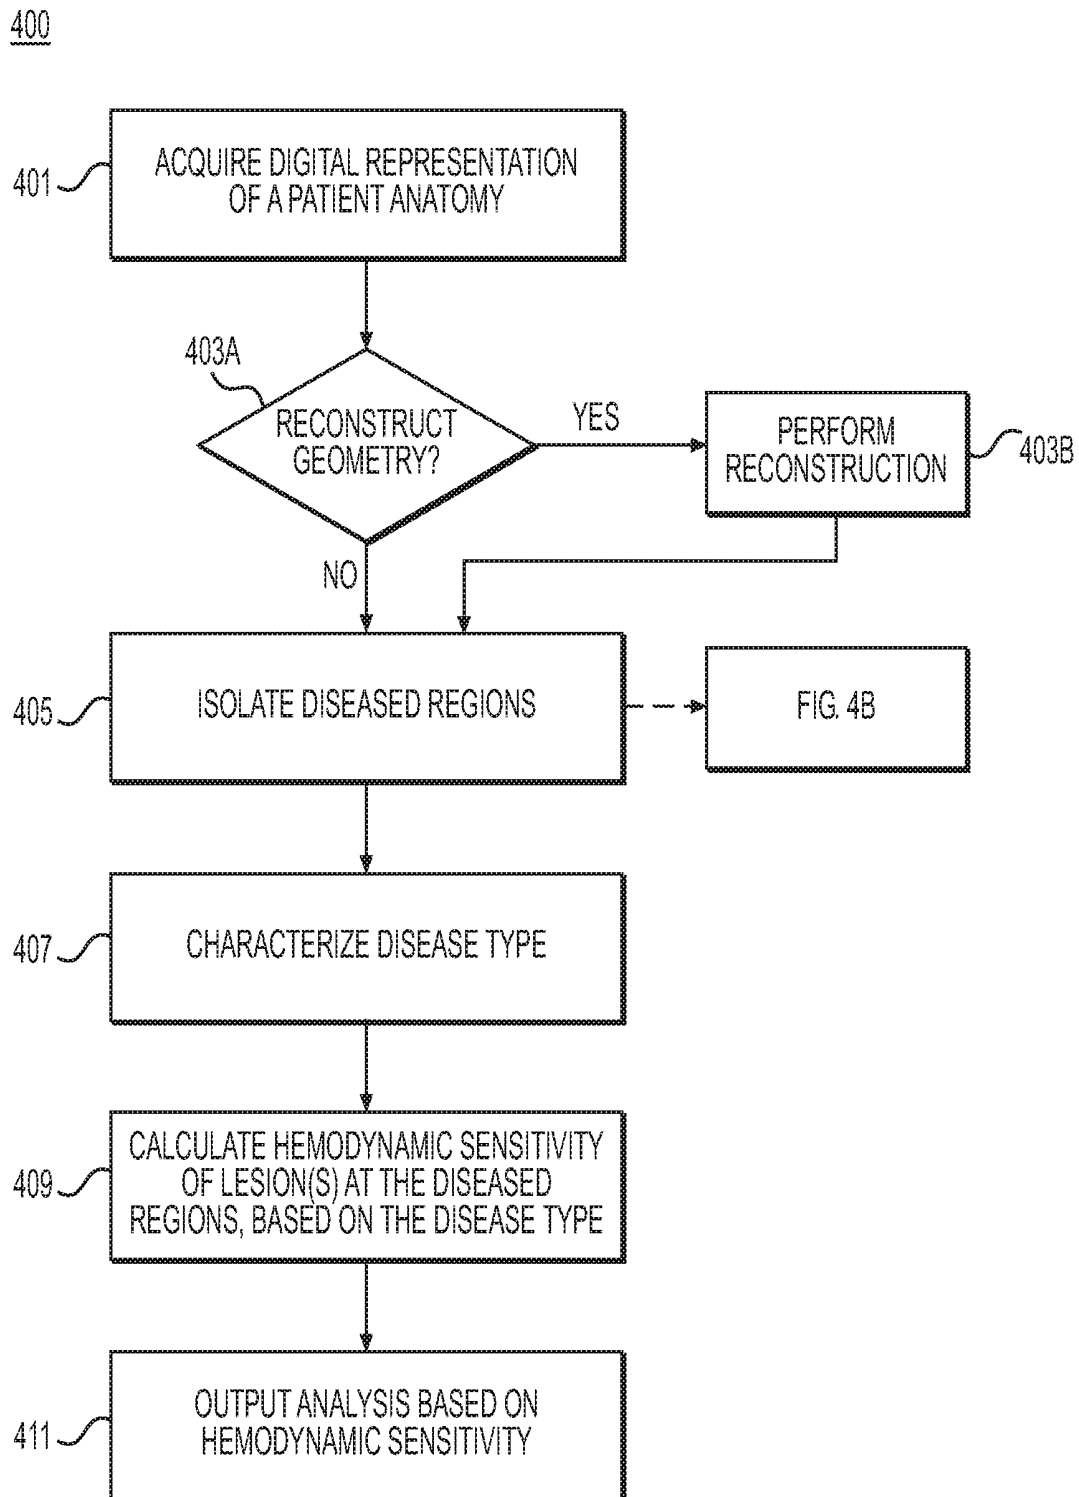 400
401
ACQUIRE DIGITAL REPRESENTATION
OF A PATIENT ANATOMY
403A
RECONSTRUCT
GEOMETRY?
YES
PERFORM
RECONSTRUCTION
403B
NO
405
ISOLATE DISEASED REGIONS
FIG. 4B
407
CHARACTERIZE DISEASE TYPE
409
CALCULATE HEMODYNAMIC SENSITIVITY
OF LESION(S) AT THE DISEASED
REGIONS, BASED ON THE DISEASE TYPE
411
OUTPUT ANALYSIS BASED ON
HEMODYNAMIC SENSITIVITY